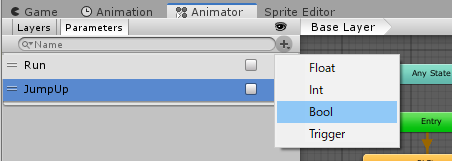 Game Animation Animator Sprite Editor
Layers Parameters Base Layer
Name
Run
JumpUp
Float
Int
Bool
Trigger
Any State
Entry